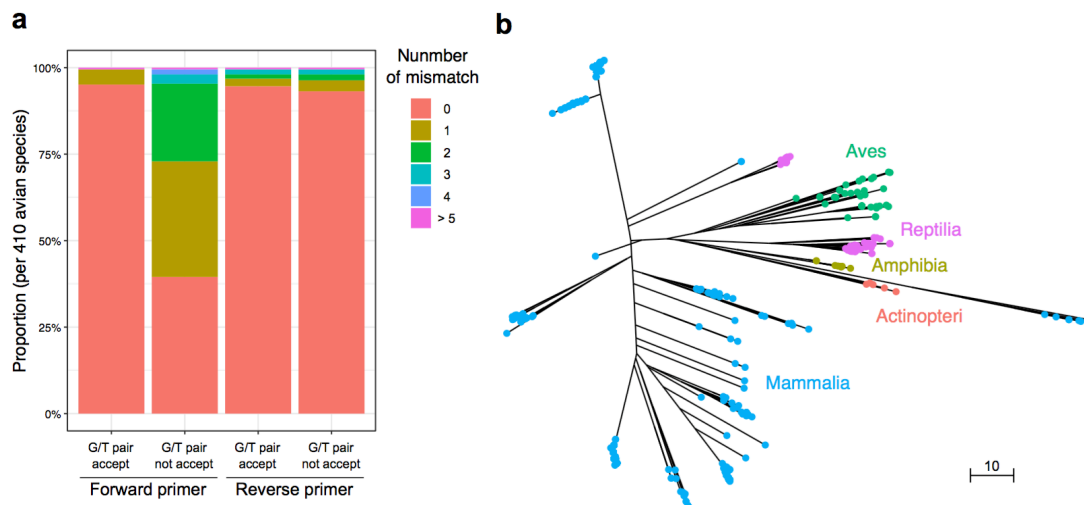 a
Nunmber
of mismatch
0
1
2
3
4
> 5
Proportion (per 410 avian species)
100%
75%
50%
25%
0%
G/T pair
accept
G/T pair
not accept
G/T pair
accept
G/T pair
not accept
Forward primer
Reverse primer
b
Aves
Reptilia
Amphibia
Actinopteri
Mammalia
10